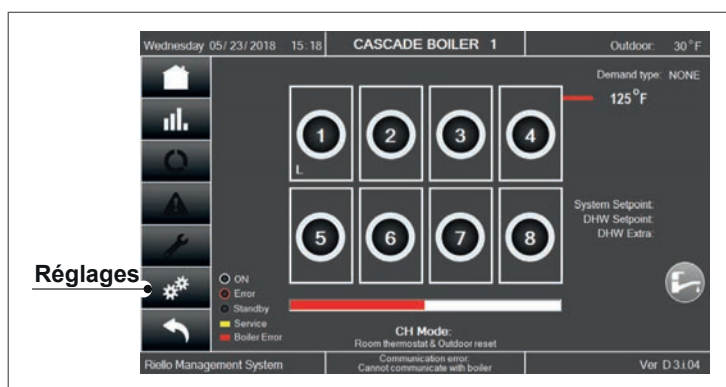 Wednesday 05/23/2018 15:18 CASCADE BOILER 1 Outdoor: 30°F
Demand type: NONE
125°F
1 2 3 4
L
System Setpoint:
DHW Setpoint:
DHW Extra:
5 6 7 8
Réglages
ON
Error
Standby
Service
Boiler Error
CH Mode:
Room thermostat & Outdoor reset
Riello Management System
Communication error:
Cannot communicate with boiler
Ver D3.i.04